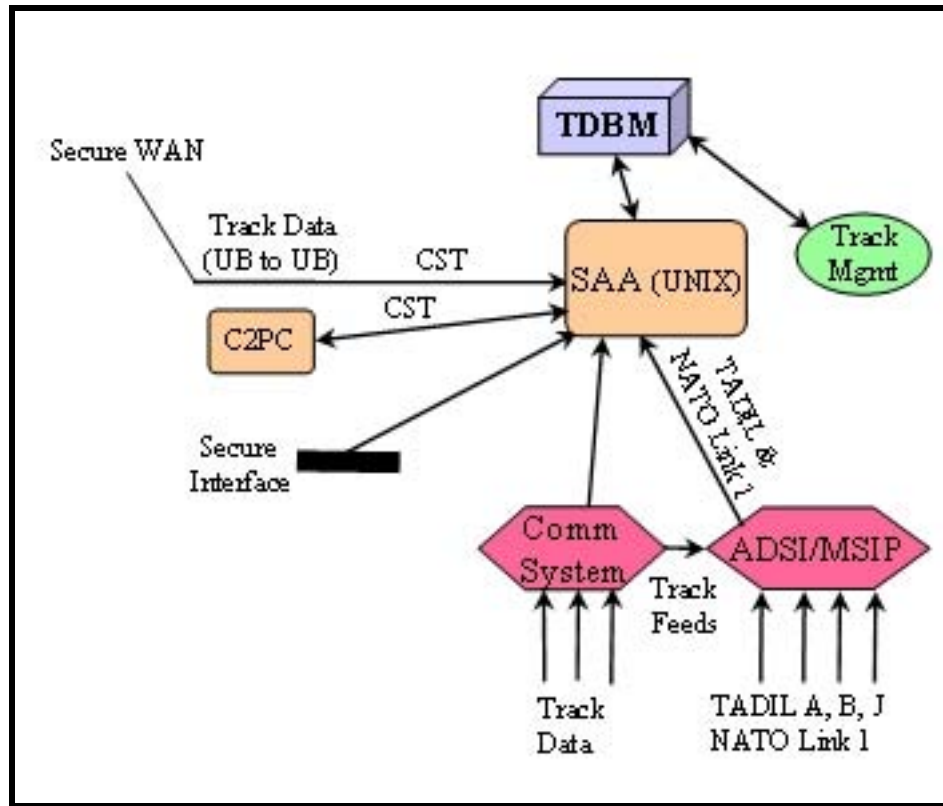 TDBM
Secure WAN
Track Data
(UB to UB)
CST
SAA (UNIX)
Track
Mgmt
CST
C2PC
TADIL &
NATO Link 1
Secure
Interface
Comm
System
ADSI/MSIP
Track
Feeds
Track
Data
TADIL A, B, J
NATO Link 1